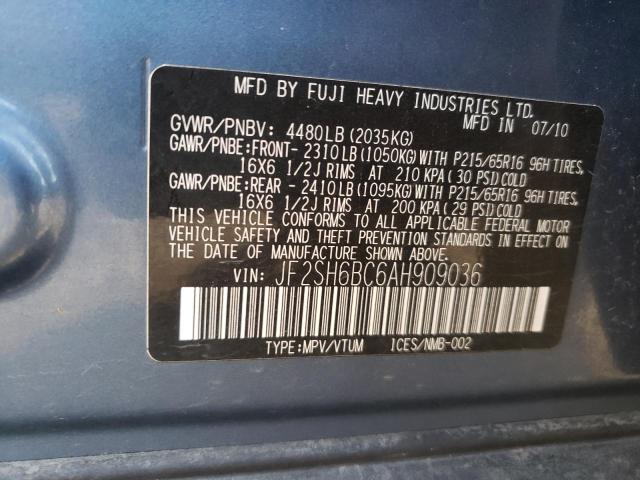 MFD BY FUJI HEAVY INDUSTRIES LTD.
MFD IN 07/10
GVWR/PNBV: 4480LB (2035KG)
GAWR/PNBE:FRONT- 2310LB (1050KG) WITH P215/65R16 96H TIRES,
16X6 1/2J RIMS AT 210 KPA ( 30 PSI) COLD
GAWR/PNBE:REAR - 2410LB (1095KG) WITH P215/65R16 96H TIRES,
16X6 1/2J RIMS AT 200 KPA (29 PSI) COLD
THIS VEHICLE CONFORMS TO ALL APPLICABLE FEDERAL MOTOR
VEHICLE SAFETY AND THEFT PREVENTION STANDARDS IN EFFECT ON
THE DATE OF MANUFACTURE SHOWN ABOVE.
VIN: JF2SH6BC6AH909036
TYPE:MPV/VTUM ICES/NMB-002